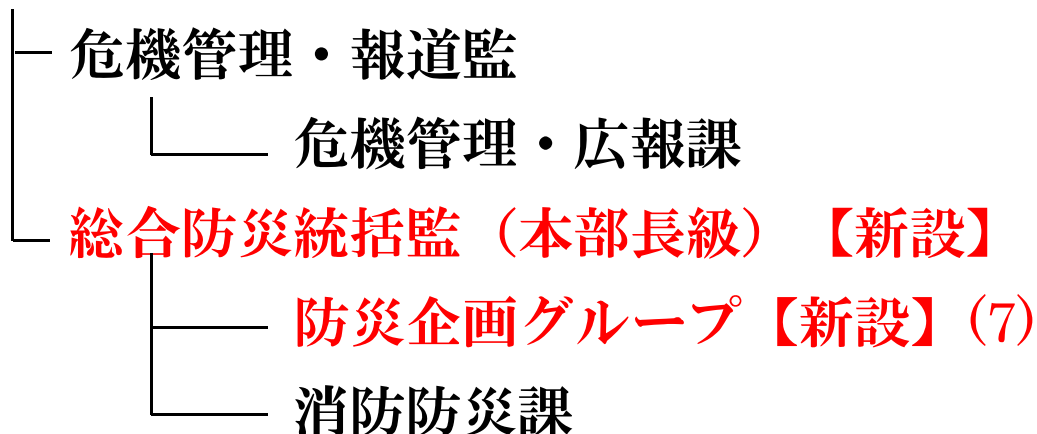 危機管理・報道監
危機管理・広報課
総合防災統括監（本部長級）【新設】
防災企画グループ【新設】(7)
消防防災課